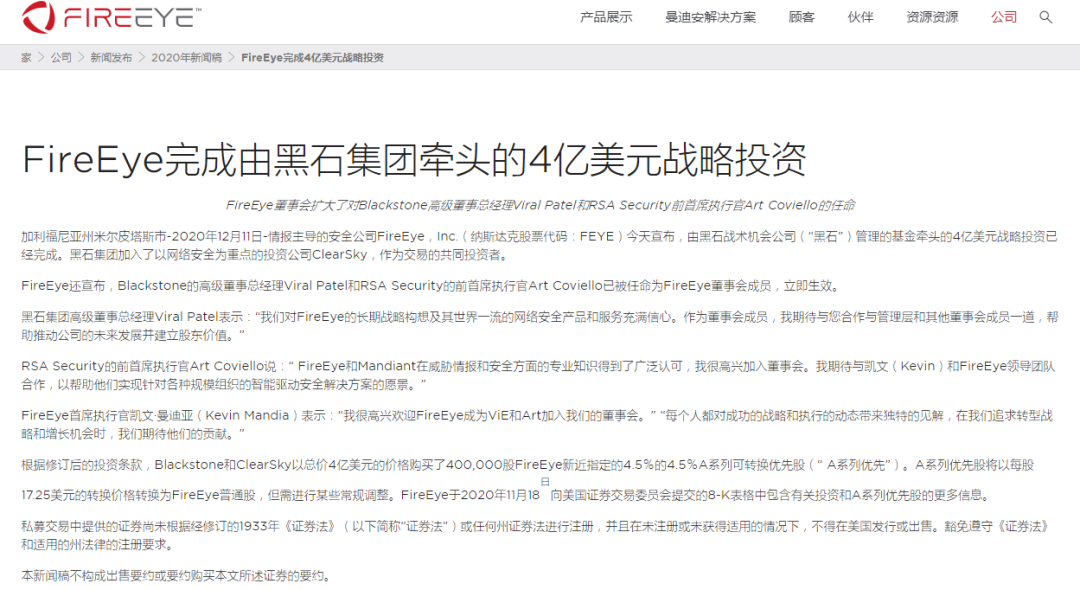 FIREEYE™
产品展示 曼迪安解决方案 顾客 伙伴 资源资源 公司
家 > 公司 > 新闻发布 > 2020年新闻稿 > FireEye完成4亿美元战略投资
FireEye完成由黑石集团牵头的4亿美元战略投资
FireEye董事会扩大了对Blackstone高级董事总经理Viral Patel和RSA Security前首席执行官Art Coviello的任命
加利福尼亚州米尔皮塔斯市-2020年12月11日-情报主导的安全公司FireEye，Inc.（纳斯达克股票代码：FEYE）今天宣布，由黑石战术机会公司（“黑石”）管理的基金牵头的4亿美元战略投资已
经完成。黑石集团加入了以网络安全为重点的投资公司ClearSky，作为交易的共同投资者。
FireEye还宣布，Blackstone的高级董事总经理Viral Patel和RSA Security的前首席执行官Art Coviello已被任命为FireEye董事会成员，立即生效。
黑石集团高级董事总经理Viral Patel表示：“我们对FireEye的长期战略构想及其世界一流的网络安全产品和服务充满信心。作为董事会成员，我期待与您合作与管理层和其他董事会成员一道，帮
助推动公司的未来发展并建立股东价值。”
RSA Security的前首席执行官Art Coviello说：“ FireEye和Mandiant在威胁情报和安全方面的专业知识得到了广泛认可，我很高兴加入董事会。我期待与凯文（Kevin）和FireEye领导团队
合作，以帮助他们实现针对各种规模组织的智能驱动安全解决方案的愿景。”
FireEye首席执行官凯文·曼迪亚（Kevin Mandia）表示：“我很高兴欢迎FireEye成为ViE和Art加入我们的董事会。” “每个人都对成功的战略和执行的动态带来独特的见解，在我们追求转型战
略和增长机会时，我们期待他们的贡献。”
根据修订后的投资条款，Blackstone和ClearSky以总价4亿美元的价格购买了400,000股FireEye新近指定的4.5%的4.5%A系列可转换优先股（“ A系列优先”）。A系列优先股将以每股
17.25美元的转换价格转换为FireEye普通股，但需进行某些常规调整。FireEye于2020年11月18日向美国证券交易委员会提交的8-K表格中包含有关投资和A系列优先股的更多信息。
私募交易中提供的证券尚未根据经修订的1933年《证券法》（以下简称“证券法”）或任何州证券法进行注册，并且在未注册或未获得适用的情况下，不得在美国发行或出售。豁免遵守《证券法》
和适用的州法律的注册要求。
本新闻稿不构成出售要约或要约购买本文所述证券的要约。